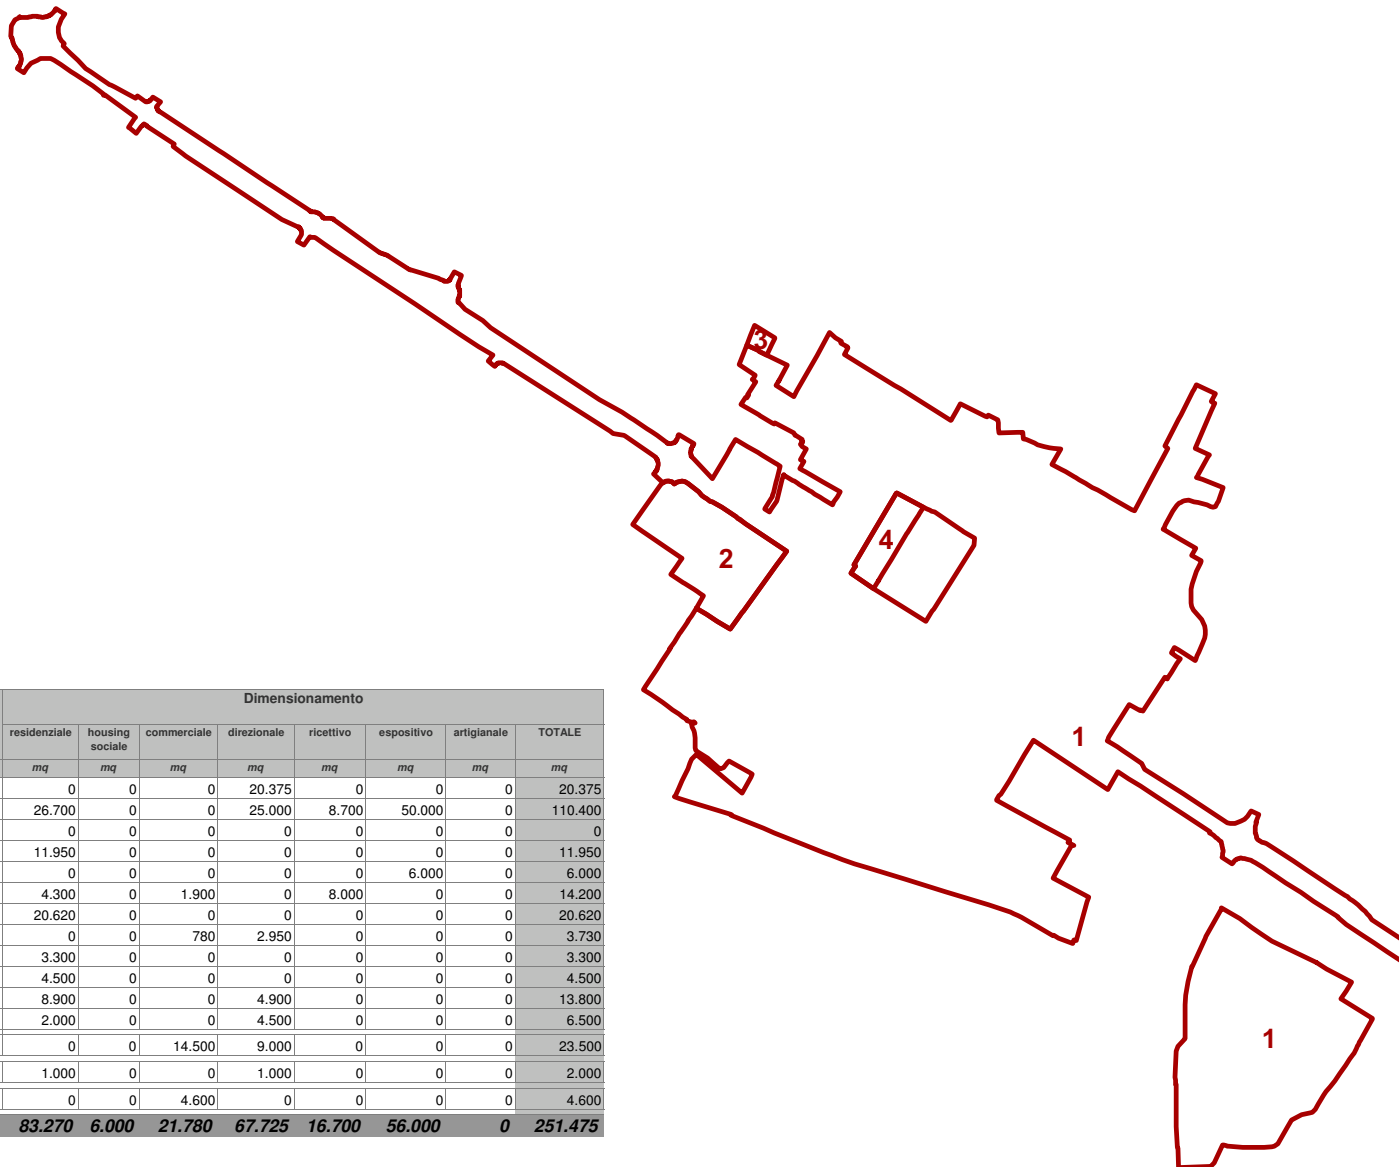 3
4
2
1
1
Dimensionamento
residenziale housing sociale commerciale direzionale ricettivo espositivo artigianale TOTALE
mq mq mq mq mq mq mq mq
0 0 0 20.375 0 0 0 20.375
26.700 0 0 25.000 8.700 50.000 0 110.400
0 0 0 0 0 0 0 0
11.950 0 0 0 0 0 0 11.950
0 0 0 0 0 6.000 0 6.000
4.300 0 1.900 0 8.000 0 0 14.200
20.620 0 0 0 0 0 0 20.620
0 0 780 2.950 0 0 0 3.730
3.300 0 0 0 0 0 0 3.300
4.500 0 0 0 0 0 0 4.500
8.900 0 0 4.900 0 0 0 13.800
2.000 0 0 4.500 0 0 0 6.500
0 0 14.500 9.000 0 0 0 23.500
1.000 0 0 1.000 0 0 0 2.000
0 0 4.600 0 0 0 0 4.600
83.270 6.000 21.780 67.725 16.700 56.000 0 251.475